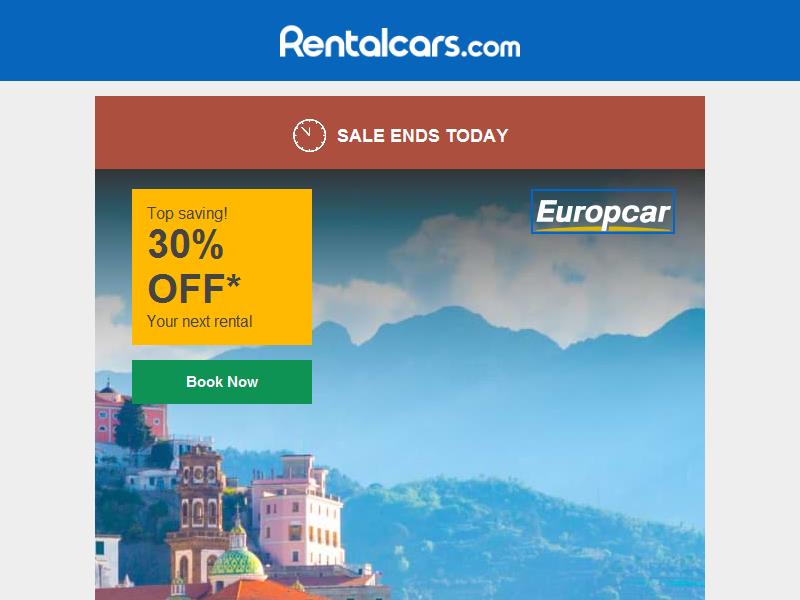 Rentalcars.com
SALE ENDS TODAY
Top saving!
30%
OFF*
Your next rental
Book Now
Europcar